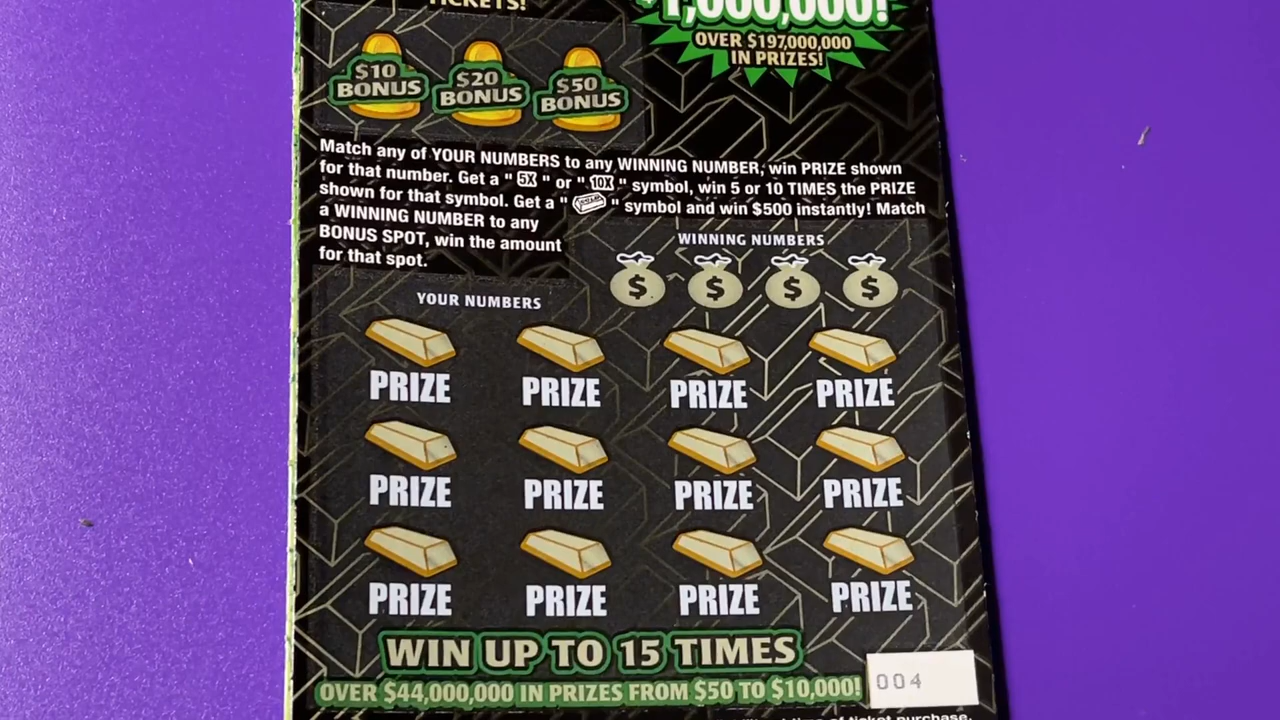 TICKETS!
$1,000,000!
OVER $197,000,000
IN PRIZES!
$10
BONUS
$20
BONUS
$50
BONUS
Match any of YOUR NUMBERS to any WINNING NUMBER, win PRIZE shown
for that number. Get a "5X" or "10X" symbol, win 5 or 10 TIMES the PRIZE
shown for that symbol. Get a " " symbol and win $500 instantly! Match
a WINNING NUMBER to any
BONUS SPOT, win the amount
for that spot.
WINNING NUMBERS
$ $ $ $
YOUR NUMBERS
PRIZE PRIZE PRIZE PRIZE
PRIZE PRIZE PRIZE PRIZE
PRIZE PRIZE PRIZE PRIZE
WIN UP TO 15 TIMES
OVER $44,000,000 IN PRIZES FROM $50 TO $10,000!
004
time of ticket purchase.